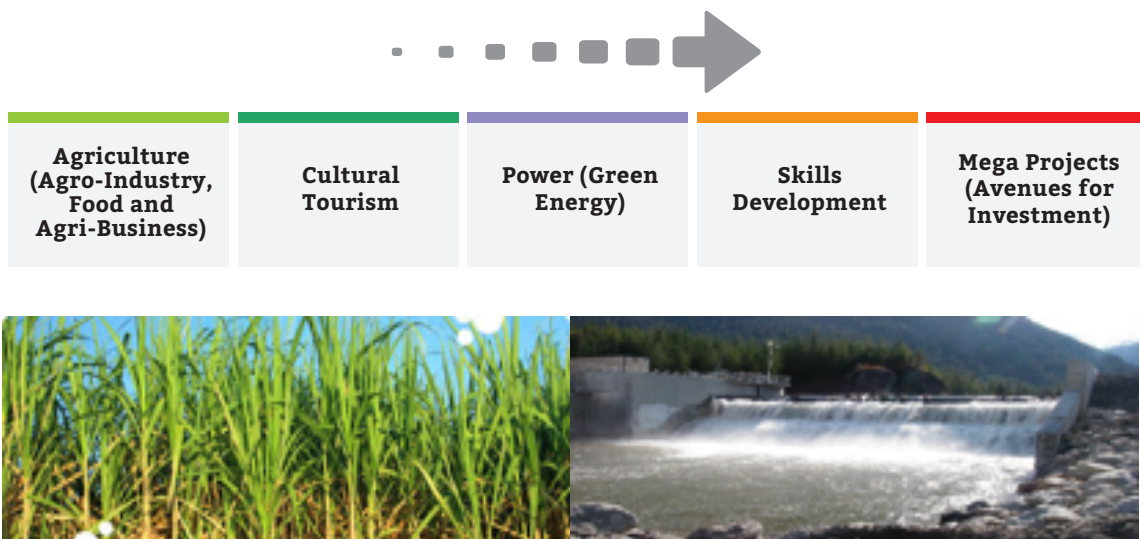 Agriculture
(Agro-Industry,
Food and
Agri-Business)
Cultural
Tourism
Power (Green
Energy)
Skills
Development
Mega Projects
(Avenues for
Investment)